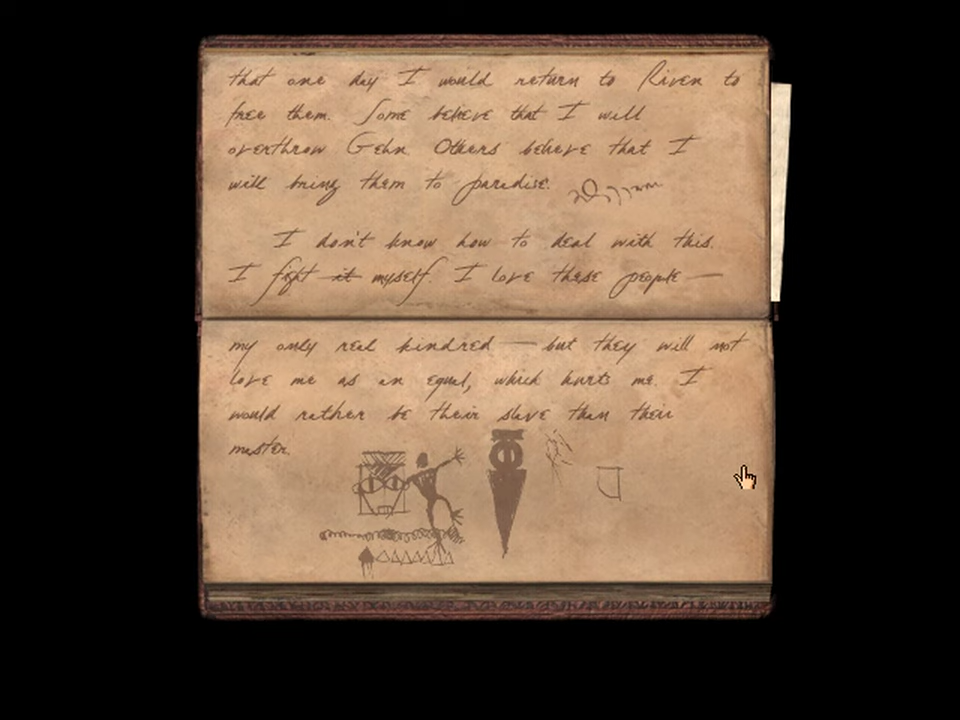 that one day I would return to Riven to
free them. Some believe that I will
overthrow Gehn. Others believe that I
will bring them to paradise.
I don't know how to deal with this.
I fight it myself. I love these people —
my only real kindred — but they will not
love me as an equal, which hurts me. I
would rather be their slave than their
master.